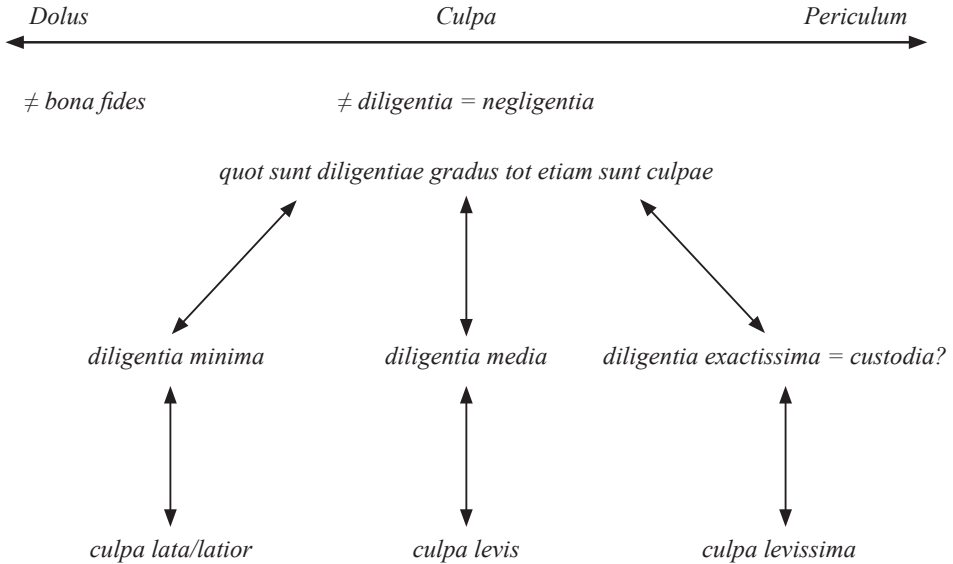 Dolus Culpa Periculum
≠ bona fides ≠ diligentia = negligentia
quot sunt diligentiae gradus tot etiam sunt culpae
diligentia minima diligentia media diligentia exactissima = custodia?
culpa lata/latior culpa levis culpa levissima